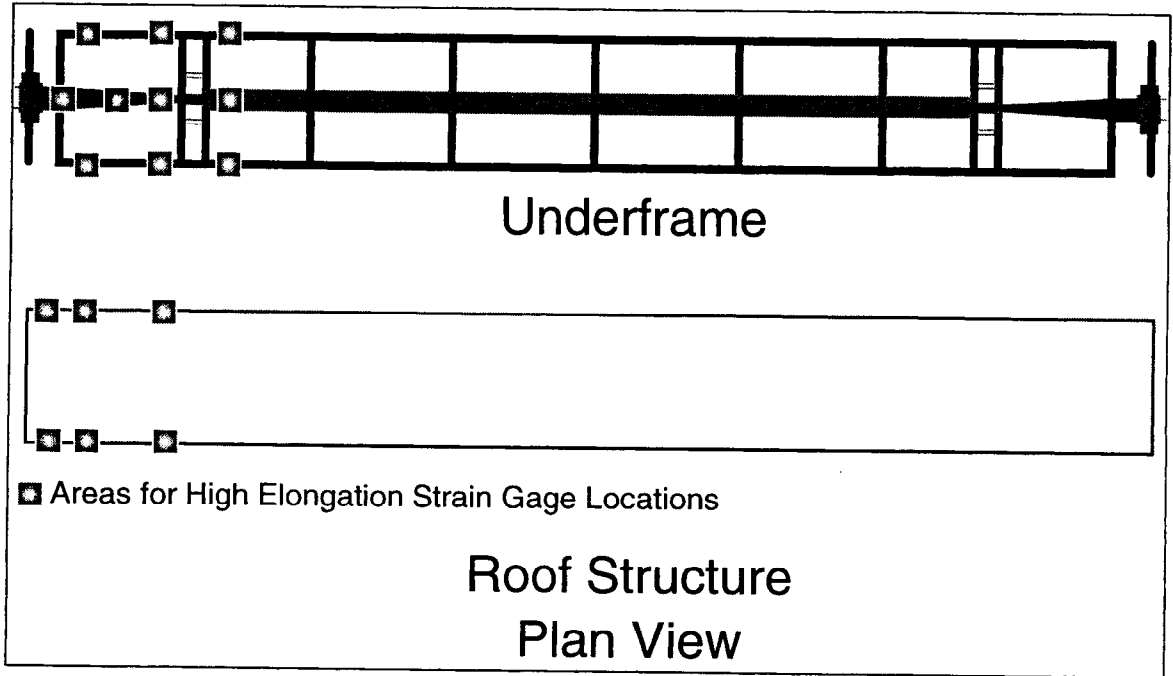 Underframe
Areas for High Elongation Strain Gage Locations
Roof Structure
Plan View